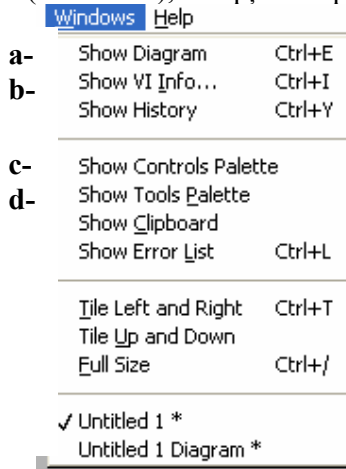 Windows Help
a- Show Diagram Ctrl+E
b- Show VI Info... Ctrl+I
Show History Ctrl+Y
c- Show Controls Palette
d- Show Tools Palette
Show Clipboard
Show Error List Ctrl+L
Tile Left and Right Ctrl+T
Tile Up and Down
Full Size Ctrl+/
✓ Untitled 1 *
Untitled 1 Diagram *